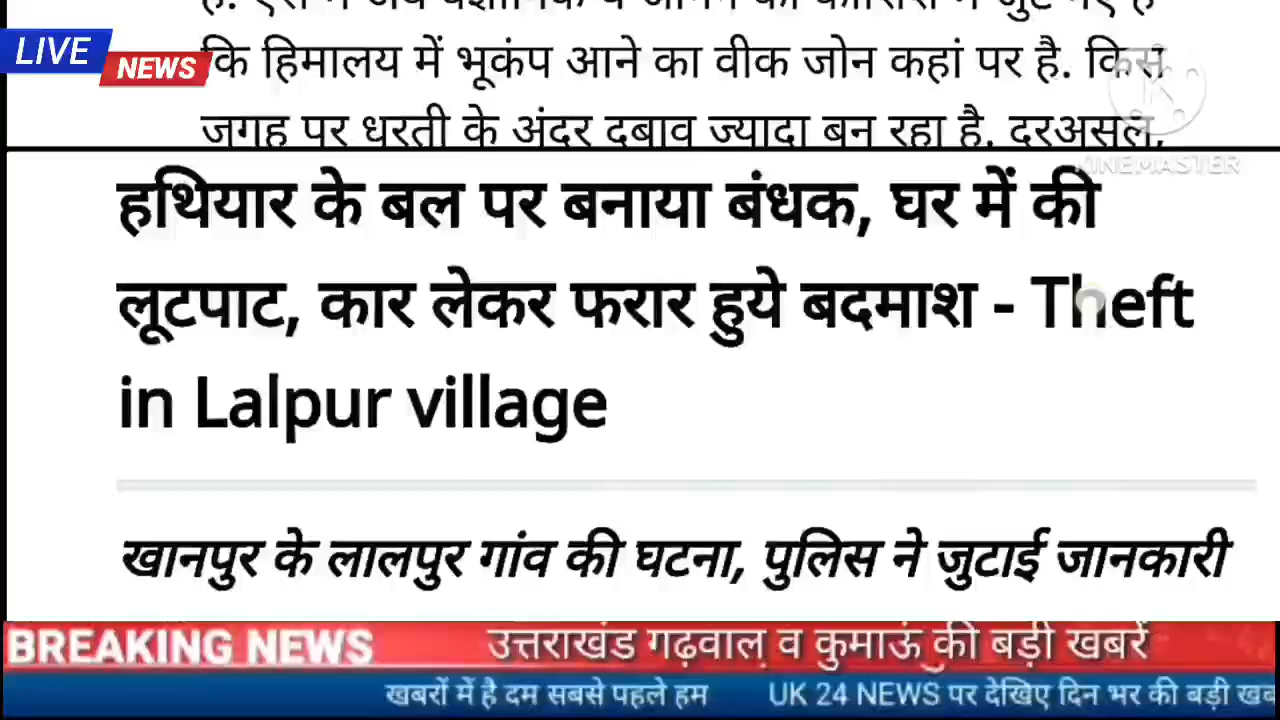 LIVE
NEWS
कि हिमालय में भूकंप आने का वीक जोन कहां पर है. किस
जगह पर धरती के अंदर दबाव ज्यादा बन रहा है. दरअसल,
KINEMASTER
हथियार के बल पर बनाया बंधक, घर में की
लूटपाट, कार लेकर फरार हुये बदमाश - Theft
in Lalpur village
खानपुर के लालपुर गांव की घटना, पुलिस ने जुटाई जानकारी
BREAKING NEWS उत्तराखंड गढ़वाल व कुमाऊं की बड़ी खबरें
खबरों में है दम सबसे पहले हम UK 24 NEWS पर देखिए दिन भर की बड़ी